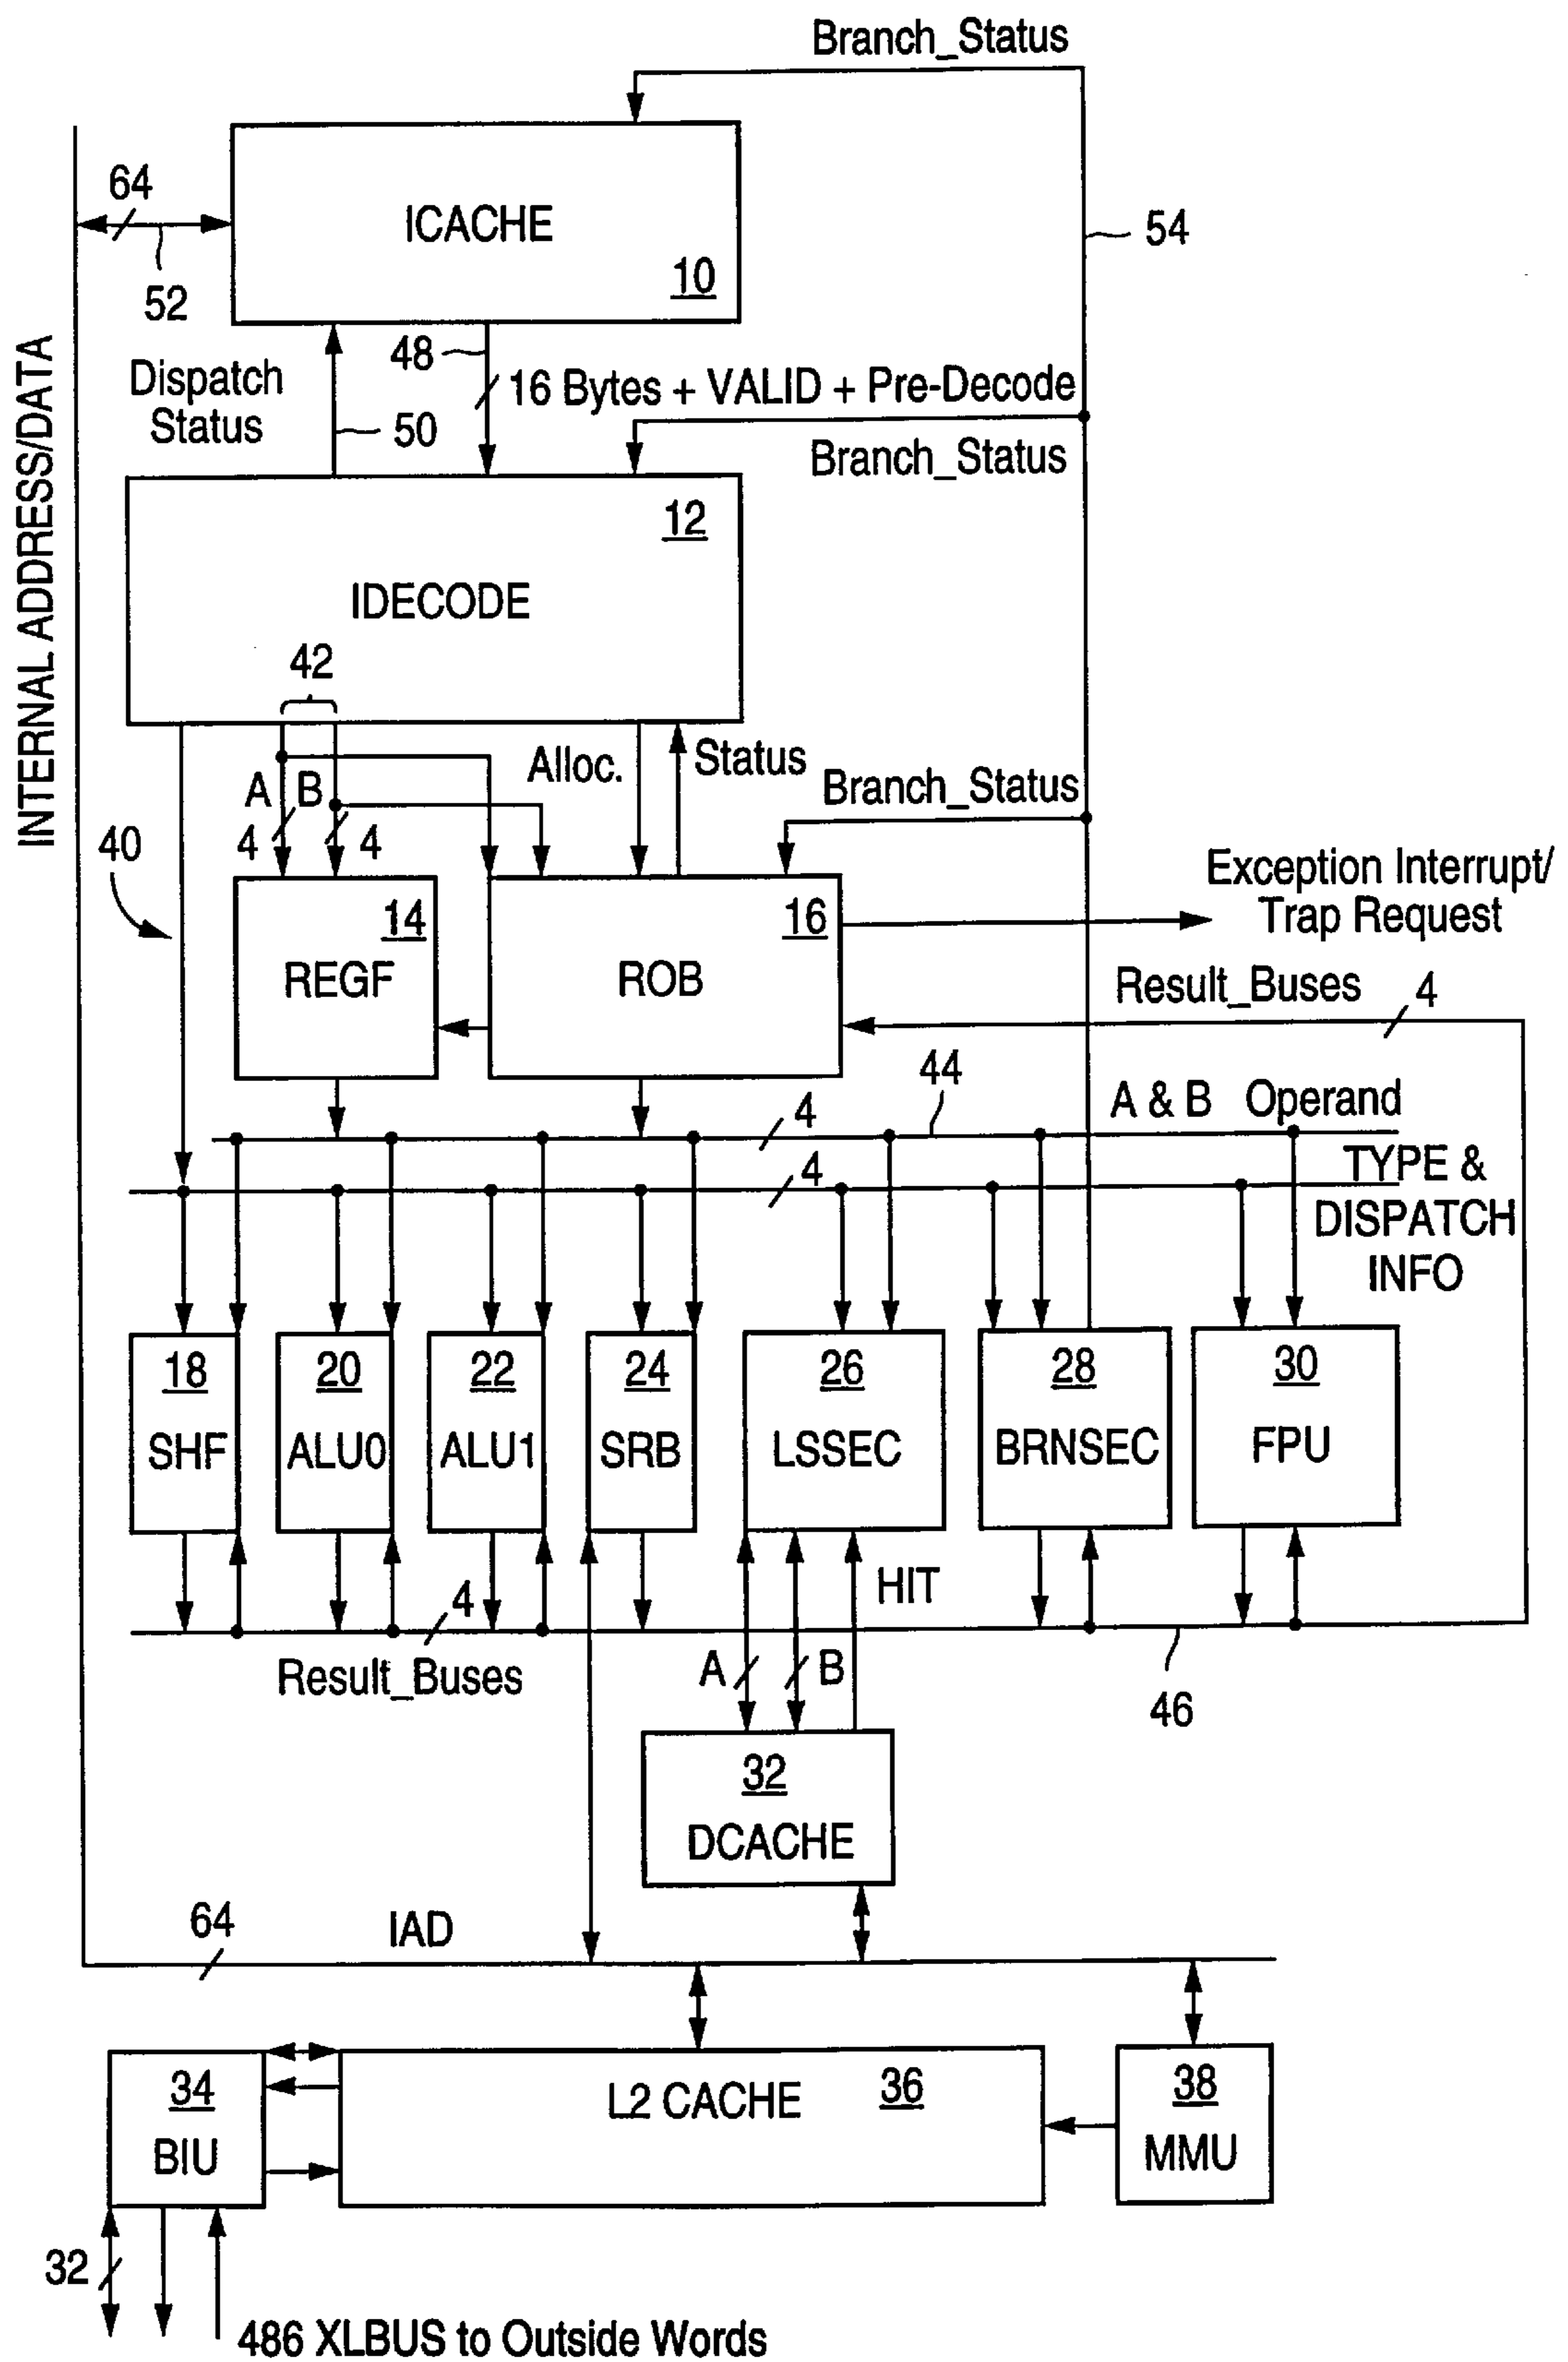 Branch_Status
64
ICACHE
10
54
52
INTERNAL ADDRESS/DATA
Dispatch
Status
48
16 Bytes + VALID + Pre-Decode
50
Branch_Status
12
IDECODE
42
Alloc.
Status
A B
4 4
Branch_Status
40
14
REGF
16
ROB
Exception Interrupt/
Trap Request
Result_Buses
4
44
4
A & B Operand
4
TYPE &
DISPATCH
INFO
18
SHF
20
ALU0
22
ALU1
24
SRB
26
LSSEC
28
BRNSEC
30
FPU
HIT
4
Result_Buses
A B
46
32
DCACHE
64
IAD
34
BIU
L2 CACHE
36
38
MMU
32
486 XLBUS to Outside Words